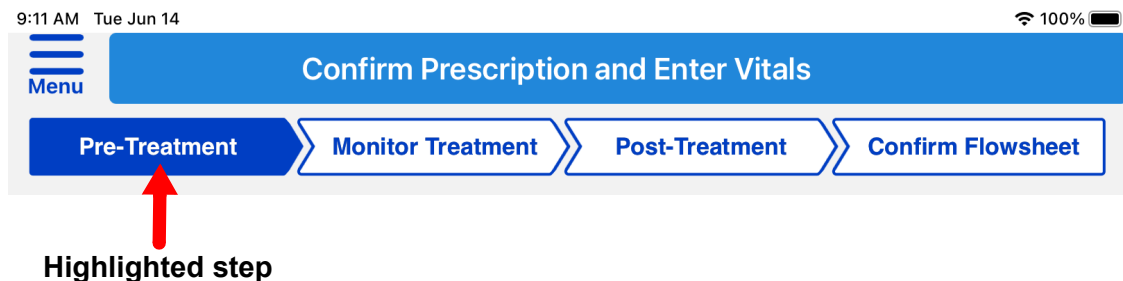 9:11 AM Tue Jun 14 100%
Menu
Confirm Prescription and Enter Vitals
Pre-Treatment Monitor Treatment Post-Treatment Confirm Flowsheet
Highlighted step